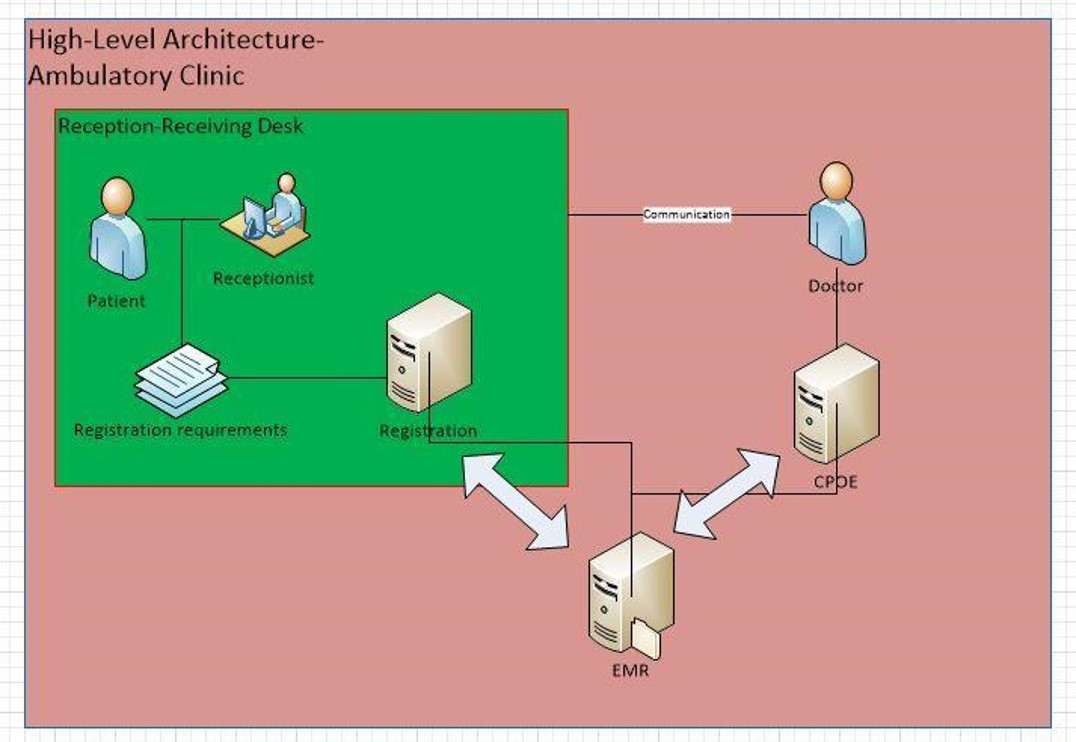 High-Level Architecture-
Ambulatory Clinic
Reception-Receiving Desk
Communication
Receptionist
Patient
Doctor
Registration requirements
Registration
CPOE
EMR